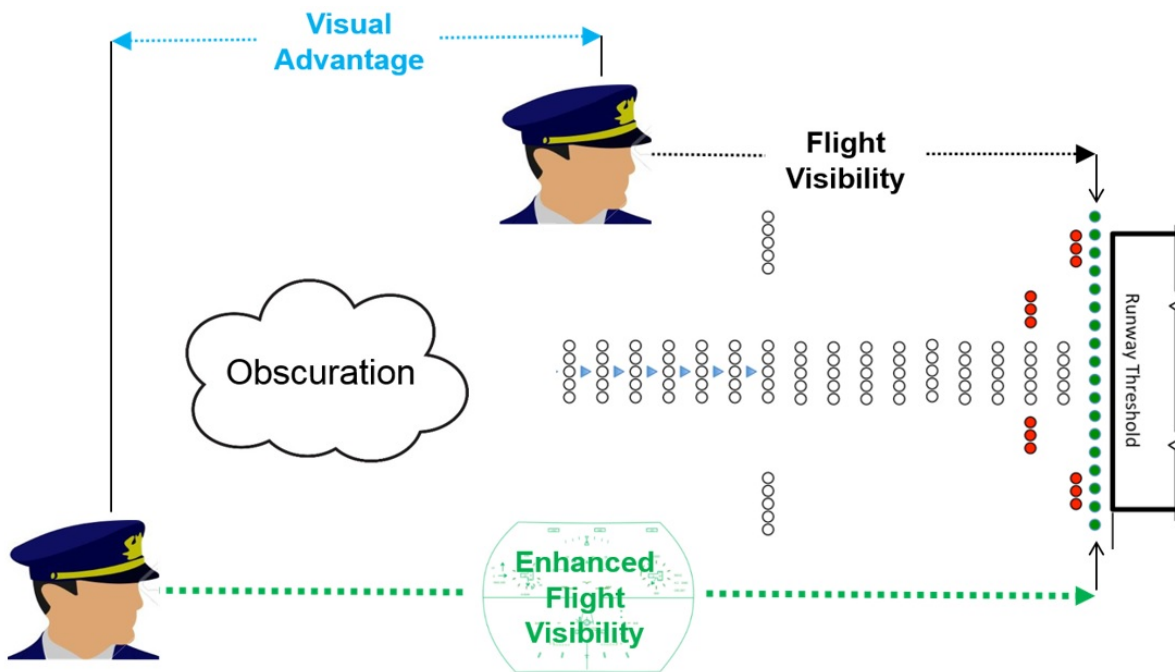 Visual
Advantage
Flight
Visibility
Obscuration
Runway Threshold
Enhanced
Flight
Visibility